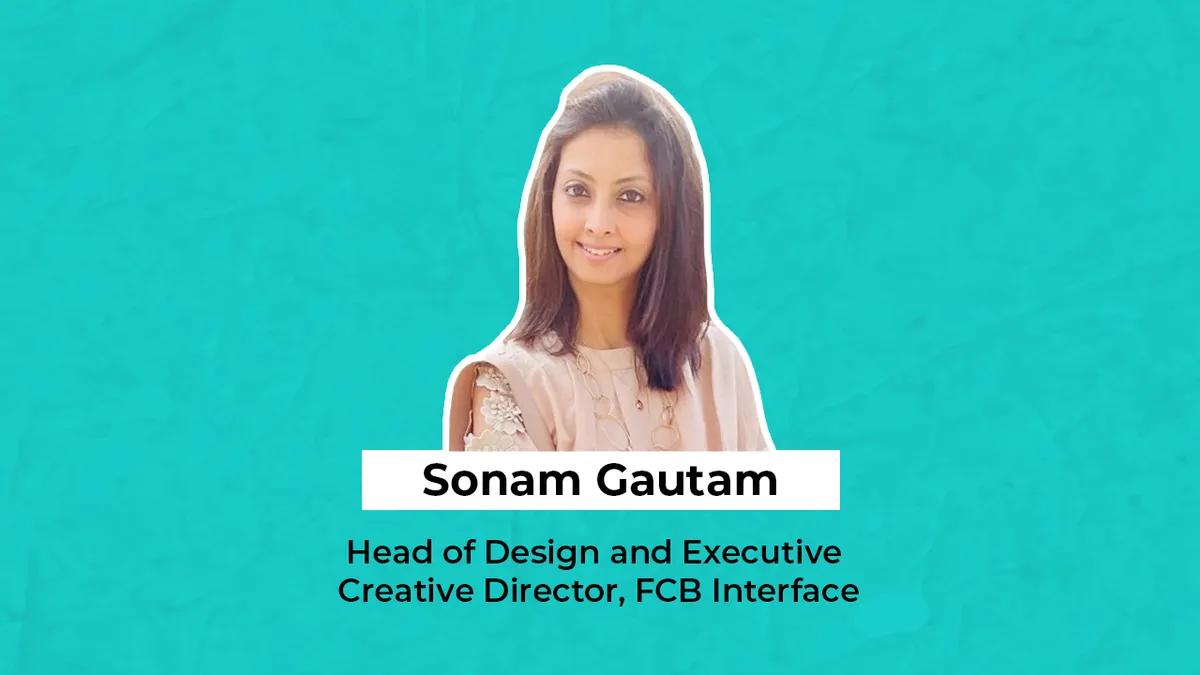 Sonam Gautam
Head of Design and Executive
Creative Director, FCB Interface